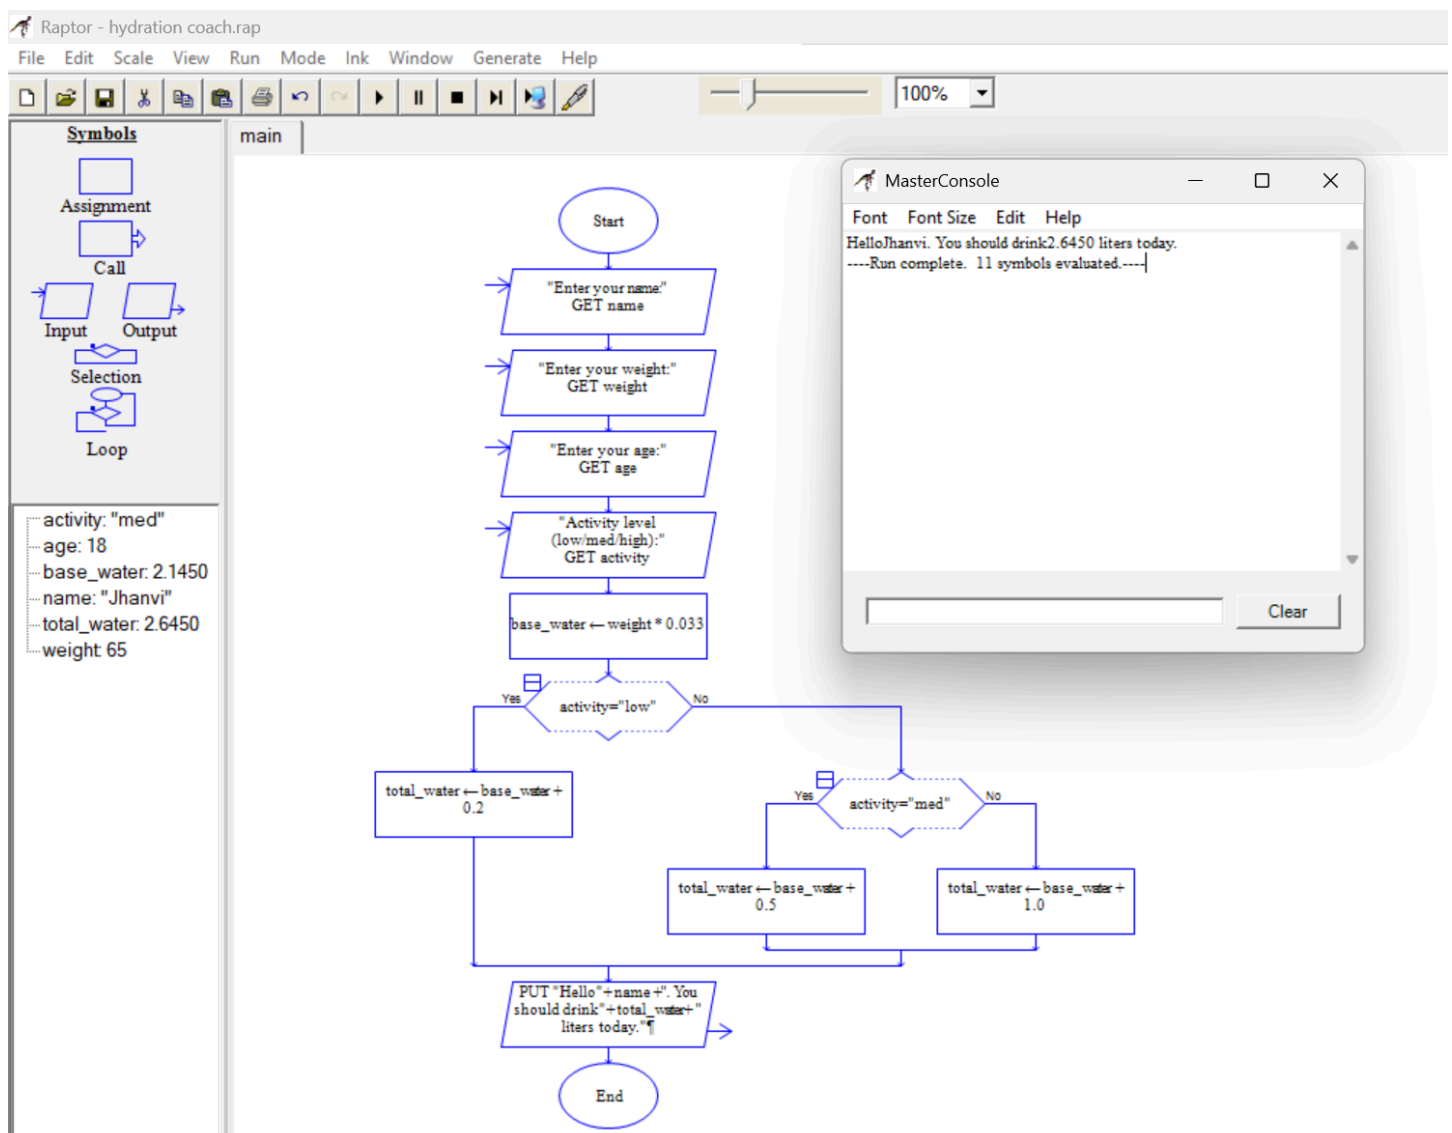 Raptor - hydration coach.rap
File Edit Scale View Run Mode Ink Window Generate Help
100%
Symbols
Assignment
Call
Input Output
Selection
Loop
activity: "med"
age: 18
base_water: 2.1450
name: "Jhanvi"
total_water: 2.6450
weight: 65
main
Start
"Enter your name:"
GET name
"Enter your weight:"
GET weight
"Enter your age:"
GET age
"Activity level
(low/med/high):"
GET activity
base_water ← weight * 0.033
Yes
activity="low"
No
total_water ← base_water +
0.2
Yes
activity="med"
No
total_water ← base_water +
0.5
total_water ← base_water +
1.0
PUT "Hello"+name +". You
should drink"+total_water+"
liters today."¶
End
MasterConsole
Font Font Size Edit Help
HelloJhanvi. You should drink2.6450 liters today.
----Run complete. 11 symbols evaluated.----
Clear